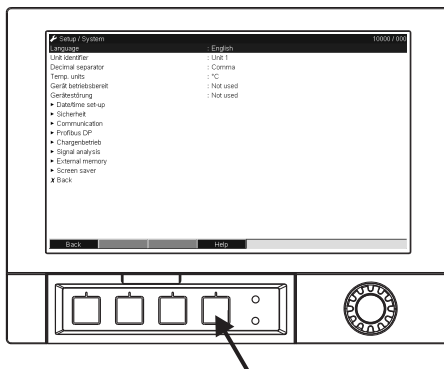 Setup / System 10000 / 000
Language : English
Unit identifier : Unit 1
Decimal separator : Comma
Temp. units : °C
Gerät betriebsbereit : Not used
Gerätestörung : Not used
► Date/time set-up
► Sicherheit
► Communication
► Profibus DP
► Chargenbetrieb
► Signal analysis
► External memory
► Screen saver
X Back
Back Help